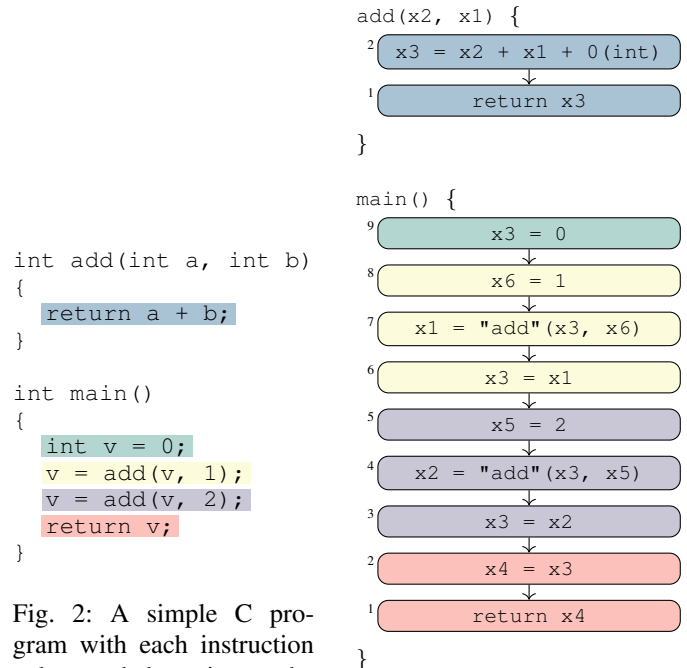 int add(int a, int b)
{
return a + b;
}
int main()
{
int v = 0;
v = add(v, 1);
v = add(v, 2);
return v;
}
Fig. 2: A simple C pro-
gram with each instruction
add(x2, x1) {
2 x3 = x2 + x1 + 0(int)
1 return x3
}
main() {
9 x3 = 0
8 x6 = 1
7 x1 = "add"(x3, x6)
6 x3 = x1
5 x5 = 2
4 x2 = "add"(x3, x5)
3 x3 = x2
2 x4 = x3
1 return x4
}